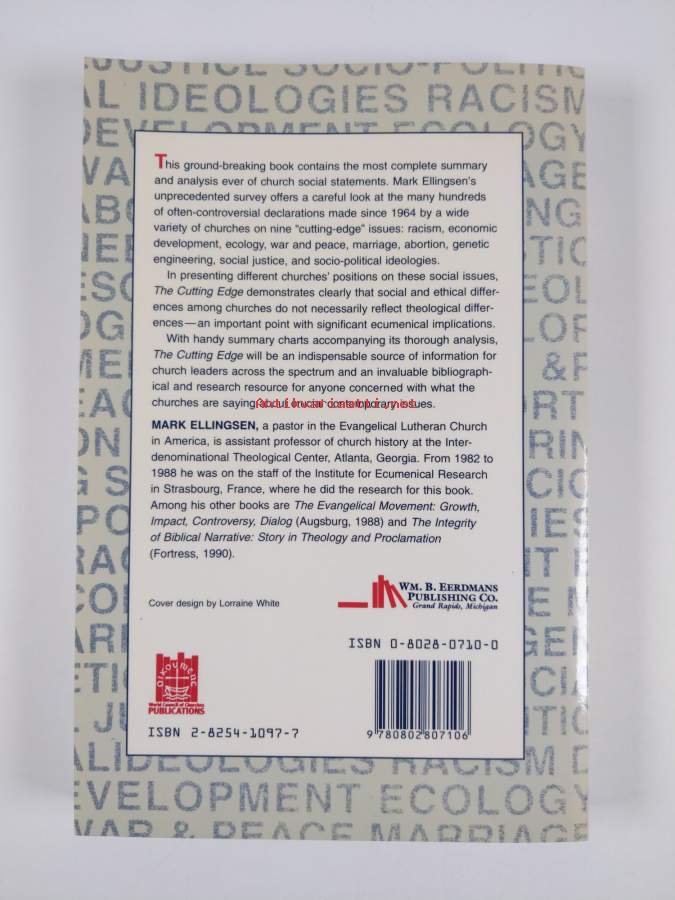 JUSTICE SOCIO-POLITIC
AL IDEOLOGIES RACISM
DEVELOPMENT ECOLOGY
This ground-breaking book contains the most complete summary
and analysis ever of church social statements. Mark Ellingsen's
unprecedented survey offers a careful look at the many hundreds
of often-controversial declarations made since 1964 by a wide
variety of churches on nine "cutting-edge" issues: racism, economic
development, ecology, war and peace, marriage, abortion, genetic
engineering, social justice, and socio-political ideologies.
In presenting different churches' positions on these social issues,
The Cutting Edge demonstrates clearly that social and ethical differ-
ences among churches do not necessarily reflect theological differ-
ences—an important point with significant ecumenical implications.
With handy summary charts accompanying its thorough analysis,
The Cutting Edge will be an indispensable source of information for
church leaders across the spectrum and an invaluable bibliograph-
ical and research resource for anyone concerned with what the
churches are saying about crucial contemporary issues.
MARK ELLINGSEN, a pastor in the Evangelical Lutheran Church
in America, is assistant professor of church history at the Inter-
denominational Theological Center, Atlanta, Georgia. From 1982 to
1988 he was on the staff of the Institute for Ecumenical Research
in Strasbourg, France, where he did the research for this book.
Among his other books are The Evangelical Movement: Growth,
Impact, Controversy, Dialog (Augsburg, 1988) and The Integrity
of Biblical Narrative: Story in Theology and Proclamation
(Fortress, 1990).
Cover design by Lorraine White
WM. B. EERDMANS
PUBLISHING CO.
Grand Rapids, Michigan
ISBN 0-8028-0710-0
OIKOUMENE
World Council of Churches
PUBLICATIONS
ISBN 2-8254-1097-7
9 780802 807106
AL IDEOLOGIES RACISM D
EVELOPMENT ECOLOGY
WAR & PEACE MARRIAGE